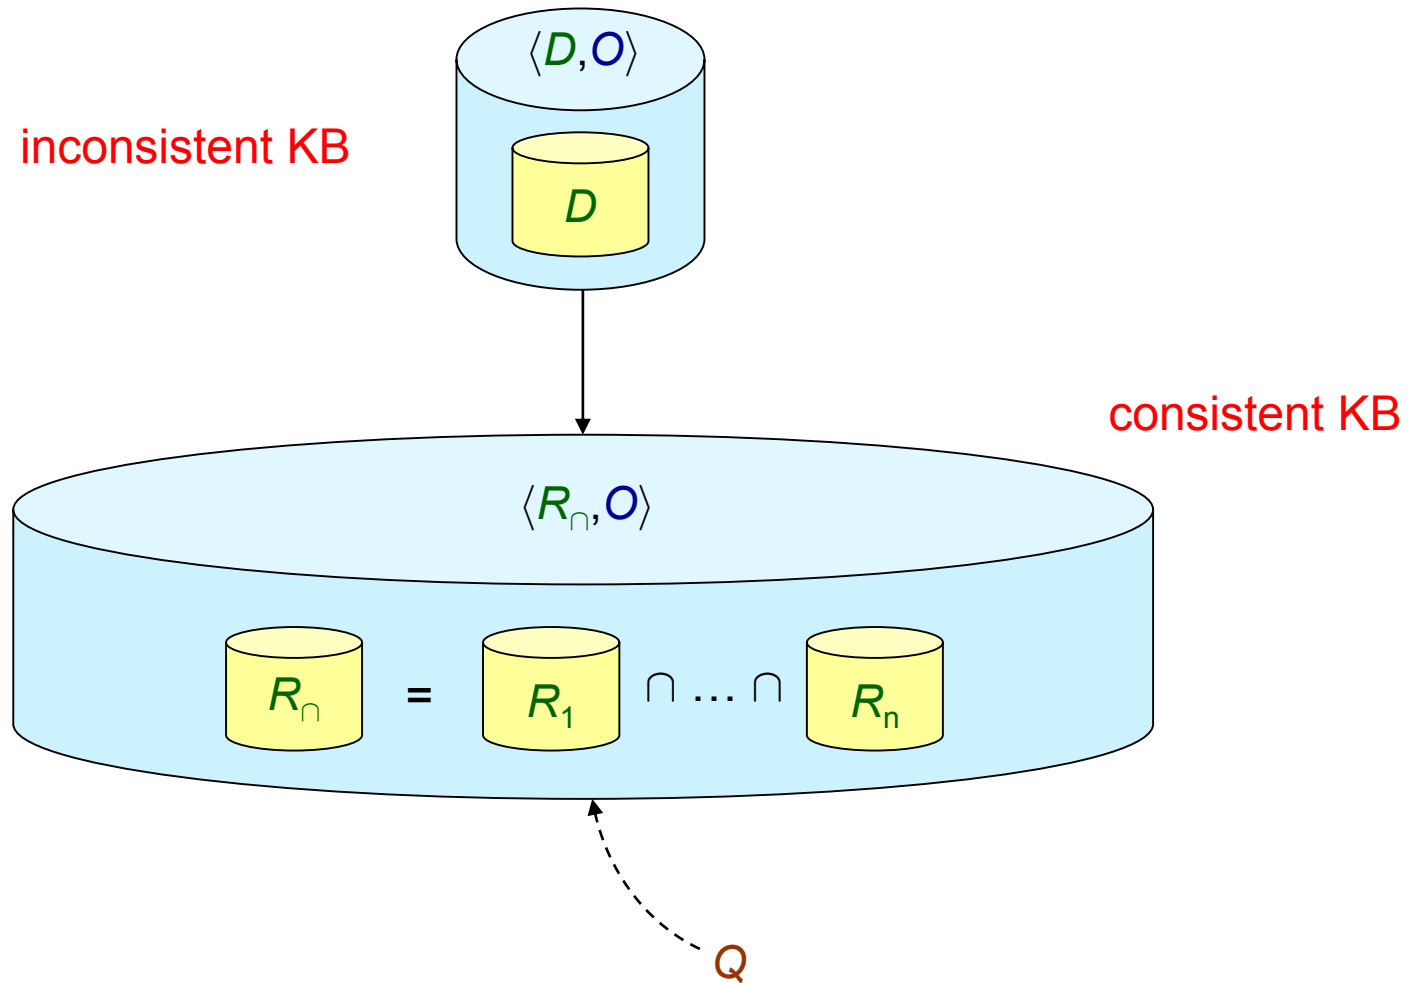 ⟨D,O⟩
inconsistent KB
D
consistent KB
⟨R∩,O⟩
R∩ = R1 ∩ … ∩ Rn
Q